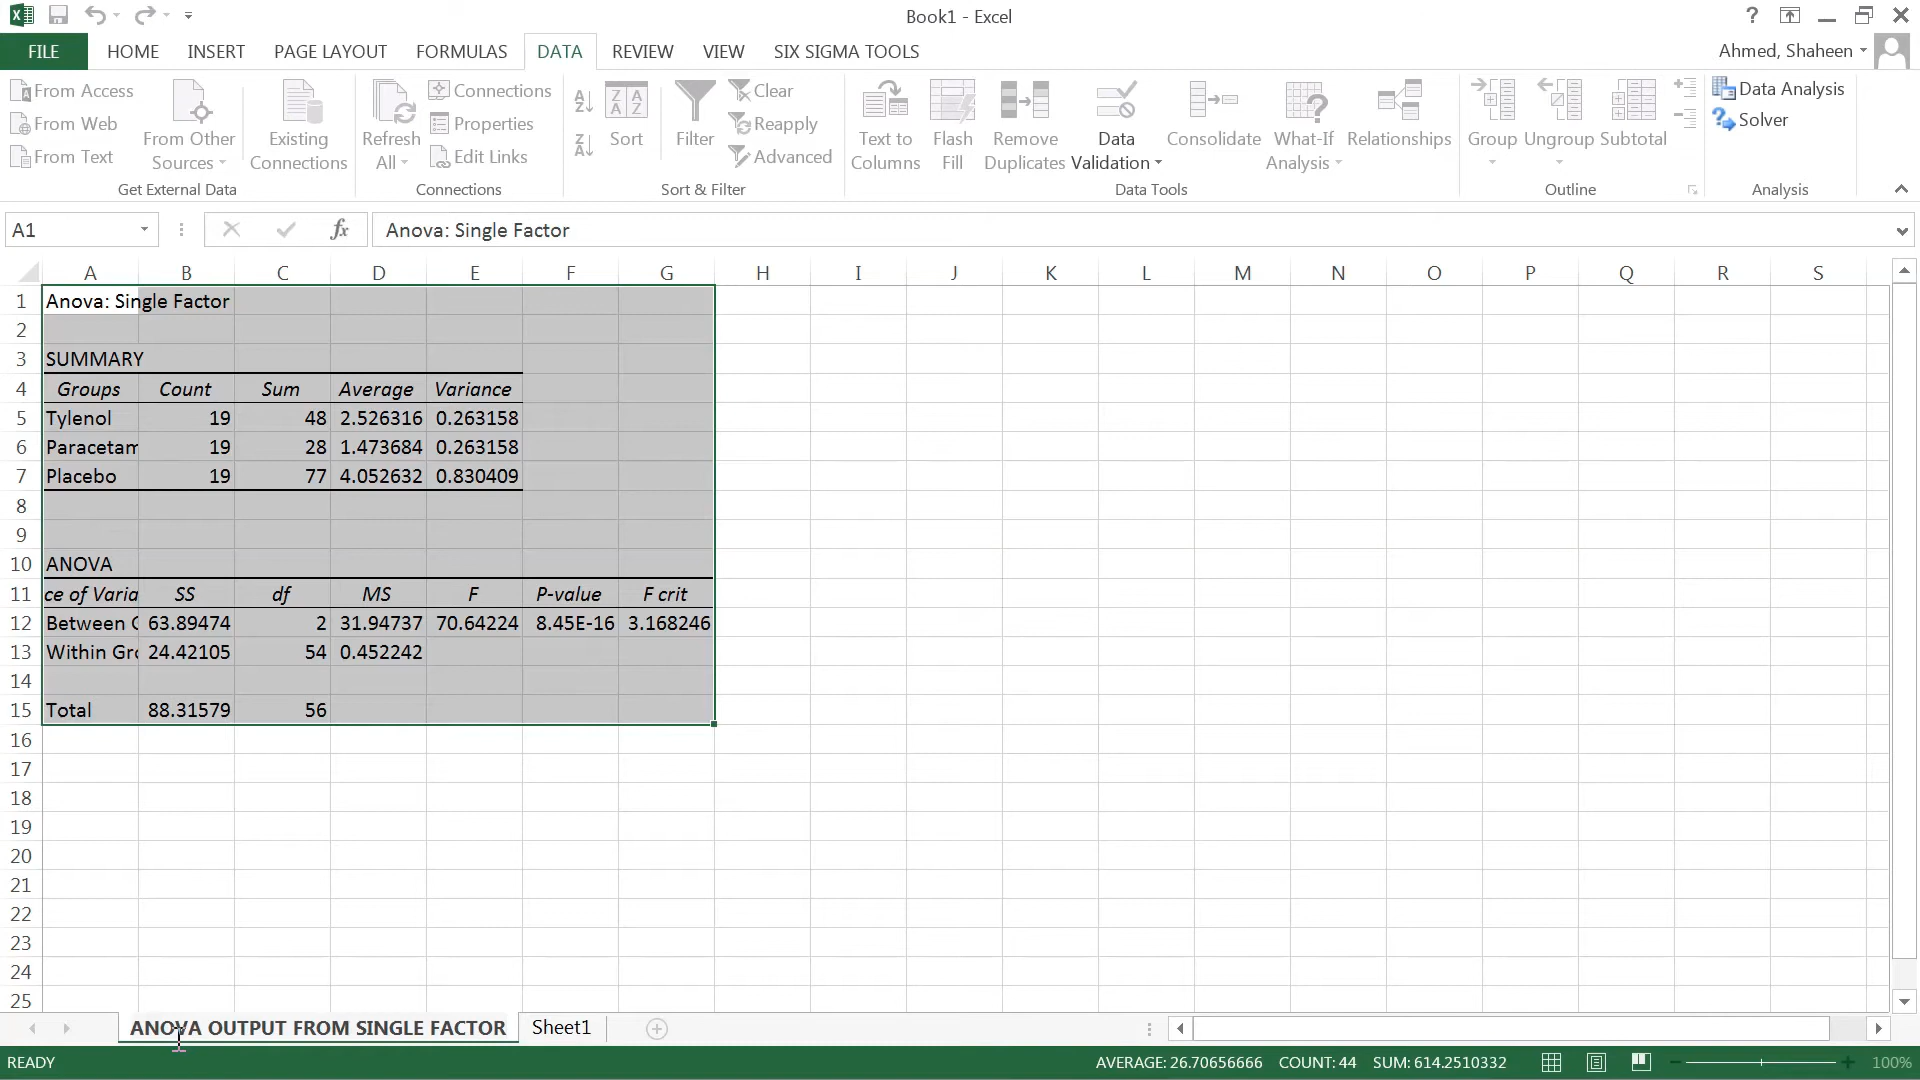 Book1 - Excel
FILE HOME INSERT PAGE LAYOUT FORMULAS DATA REVIEW VIEW SIX SIGMA TOOLS Ahmed, Shaheen
From Access
From Web
From Text
From Other Sources
Existing Connections
Get External Data
Refresh All
Connections
Properties
Edit Links
Connections
Sort
Filter
Clear
Reapply
Advanced
Sort & Filter
Text to Columns
Flash Fill
Remove Duplicates
Data Validation
Consolidate
What-If Analysis
Relationships
Data Tools
Group
Ungroup
Subtotal
Outline
Data Analysis
Solver
Analysis
A1 fx Anova: Single Factor
A B C D E F G H I J K L M N O P Q R S
1 Anova: Single Factor
2
3 SUMMARY
4 Groups Count Sum Average Variance
5 Tylenol 19 48 2.526316 0.263158
6 Paracetam 19 28 1.473684 0.263158
7 Placebo 19 77 4.052632 0.830409
8
9
10 ANOVA
11 ce of Varia SS df MS F P-value F crit
12 Between G 63.89474 2 31.94737 70.64224 8.45E-16 3.168246
13 Within Gro 24.42105 54 0.452242
14
15 Total 88.31579 56
16
17
18
19
20
21
22
23
24
25
ANOVA OUTPUT FROM SINGLE FACTOR Sheet1
READY AVERAGE: 26.70656666 COUNT: 44 SUM: 614.2510332 100%